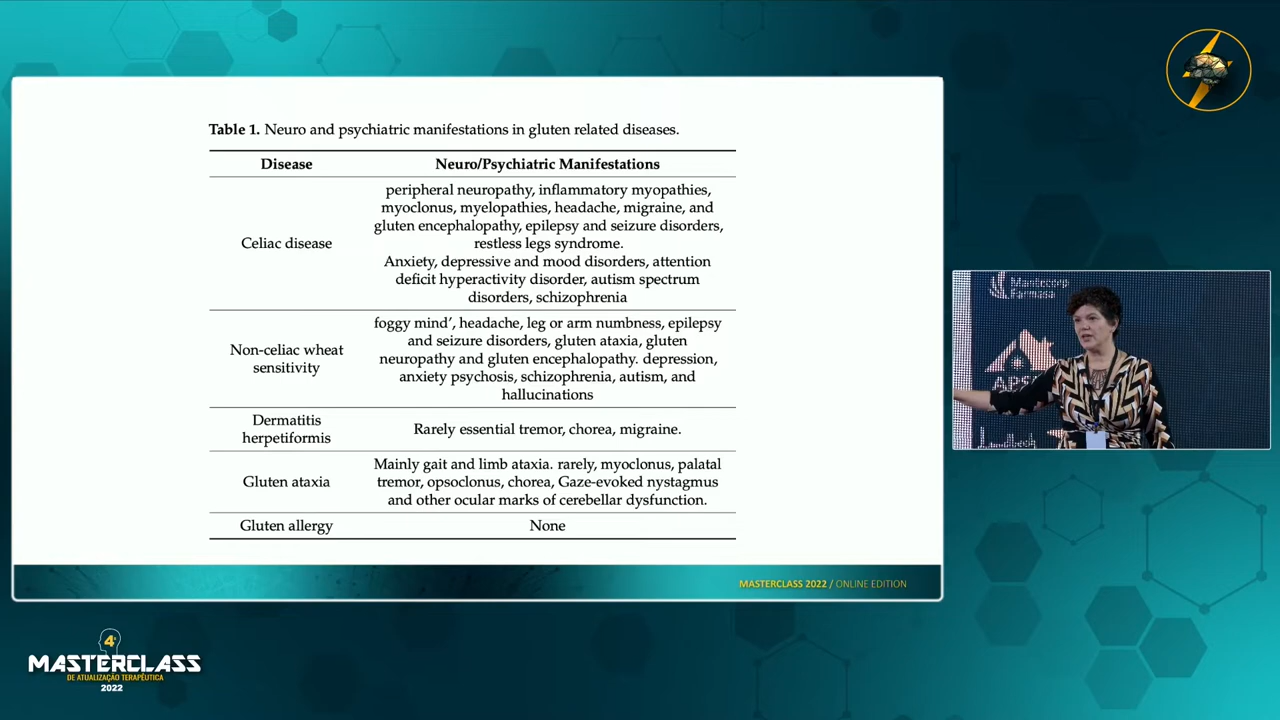 Table 1. Neuro and psychiatric manifestations in gluten related diseases.
Disease
Neuro/Psychiatric Manifestations
Celiac disease
peripheral neuropathy, inflammatory myopathies,
myoclonus, myelopathies, headache, migraine, and
gluten encephalopathy, epilepsy and seizure disorders,
restless legs syndrome.
Anxiety, depressive and mood disorders, attention
deficit hyperactivity disorder, autism spectrum
disorders, schizophrenia
Non-celiac wheat
sensitivity
foggy mind’, headache, leg or arm numbness, epilepsy
and seizure disorders, gluten ataxia, gluten
neuropathy and gluten encephalopathy. depression,
anxiety psychosis, schizophrenia, autism, and
hallucinations
Dermatitis
herpetiformis
Rarely essential tremor, chorea, migraine.
Gluten ataxia
Mainly gait and limb ataxia. rarely, myoclonus, palatal
tremor, opsoclonus, chorea, Gaze-evoked nystagmus
and other ocular marks of cerebellar dysfunction.
Gluten allergy
None
MASTERCLASS 2022 / ONLINE EDITION
Mantecorp
Farmasa
Lundbeck
4ª
MASTERCLASS
DE ATUALIZAÇÃO TERAPÊUTICA
2022